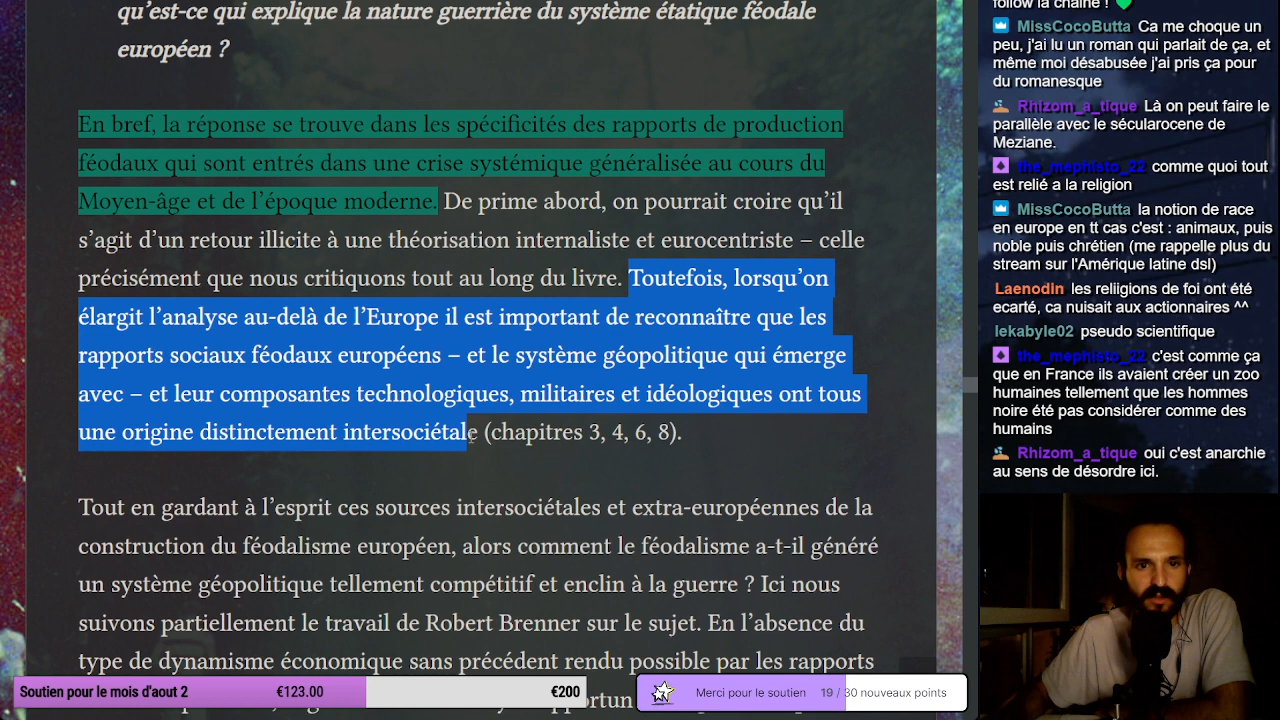 qu’est-ce qui explique la nature guerrière du système étatique féodale
européen ?
En bref, la réponse se trouve dans les spécificités des rapports de production
féodaux qui sont entrés dans une crise systémique généralisée au cours du
Moyen-âge et de l’époque moderne. De prime abord, on pourrait croire qu’il
s’agit d’un retour illicite à une théorisation internaliste et eurocentriste – celle
précisément que nous critiquons tout au long du livre. Toutefois, lorsqu’on
élargit l’analyse au-delà de l’Europe il est important de reconnaître que les
rapports sociaux féodaux européens – et le système géopolitique qui émerge
avec – et leur composantes technologiques, militaires et idéologiques ont tous
une origine distinctement intersociétale (chapitres 3, 4, 6, 8).
Tout en gardant à l’esprit ces sources intersociétales et extra-européennes de la
construction du féodalisme européen, alors comment le féodalisme a-t-il généré
un système géopolitique tellement compétitif et enclin à la guerre ? Ici nous
suivons partiellement le travail de Robert Brenner sur le sujet. En l’absence du
type de dynamisme économique sans précédent rendu possible par les rapports
Soutien pour le mois d'aout 2 €123.00 €200
Merci pour le soutien 19 / 30 nouveaux points
follow la chaîne ! 💚
MissCocoButta Ca me choque un
peu, j'ai lu un roman qui parlait de ça, et
même moi désabusée j'ai pris ça pour
du romanesque
Rhizom_a_tique Là on peut faire le
parallèle avec le sécularocene de
Meziane.
the_mephisto_22 comme quoi tout
est relié a la religion
MissCocoButta la notion de race
en europe en tt cas c'est : animaux, puis
noble puis chrétien (me rappelle plus du
stream sur l'Amérique latine dsl)
Laenodin les reliigions de foi ont été
ecarté, ca nuisait aux actionnaires ^^
lekabyle02 pseudo scientifique
the_mephisto_22 c'est comme ça
que en France ils avaient créer un zoo
humaines tellement que les hommes
noire été pas considérer comme des
humains
Rhizom_a_tique oui c'est anarchie
au sens de désordre ici.